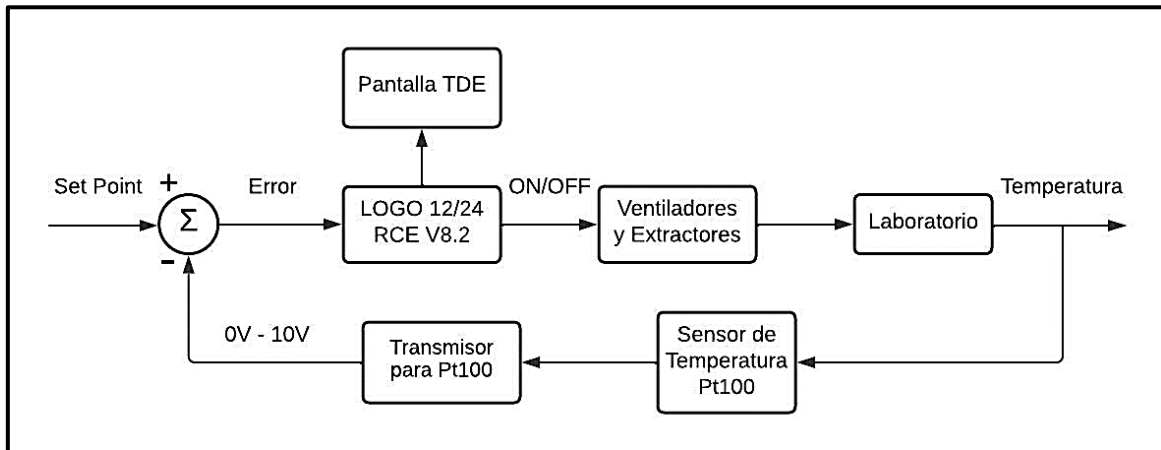 Pantalla TDE
Set Point
+
Error
ON/OFF
Temperatura
Σ
LOGO 12/24
RCE V8.2
Ventiladores
y Extractores
Laboratorio
-
0V - 10V
Transmisor
para Pt100
Sensor de
Temperatura
Pt100